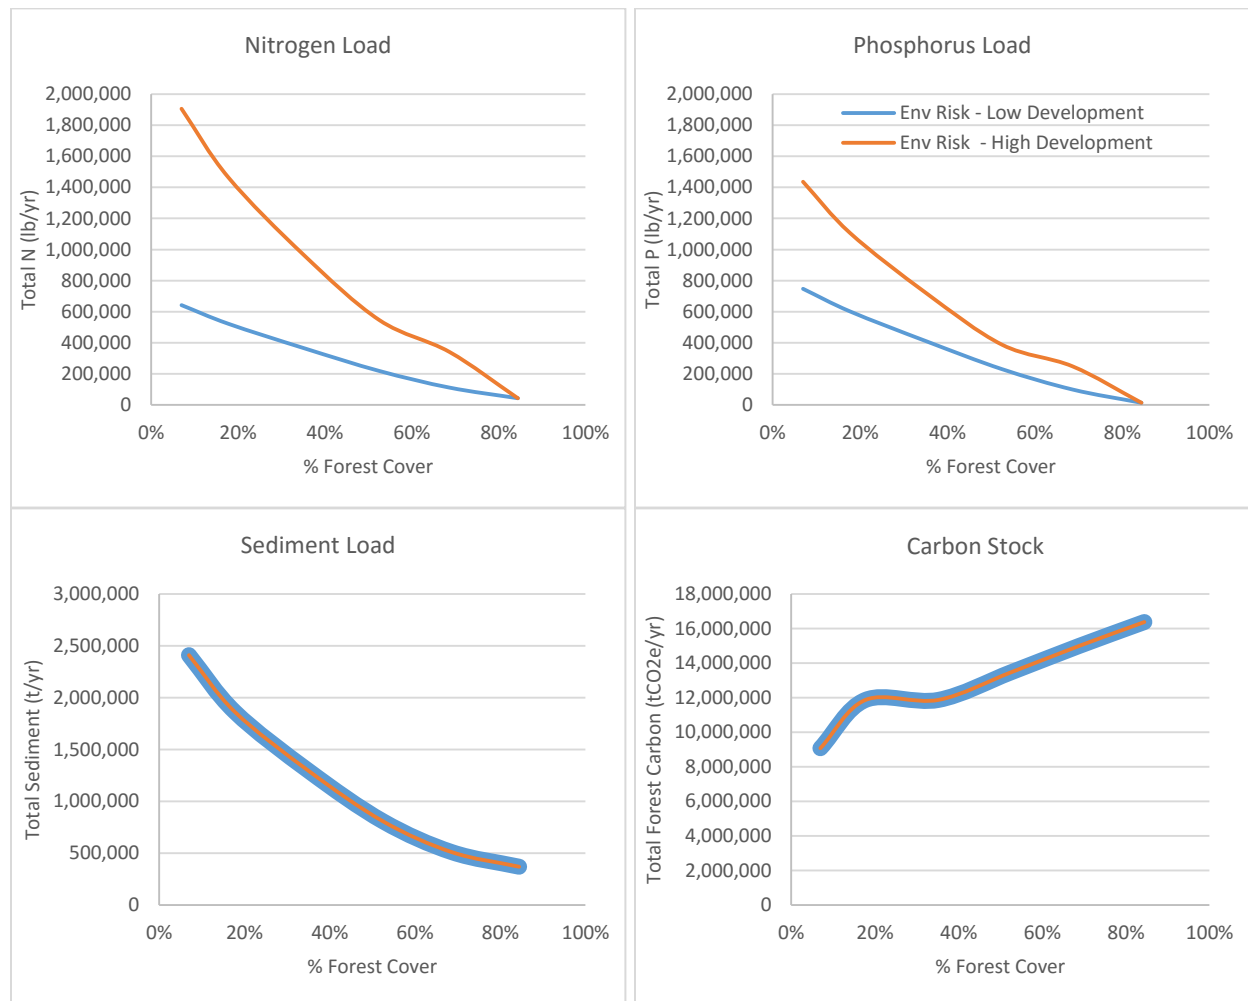 Nitrogen Load
2,000,000
1,800,000
1,600,000
1,400,000
1,200,000
1,000,000
800,000
600,000
400,000
200,000
0
Total N (lb/yr)
0% 20% 40% 60% 80% 100%
% Forest Cover
Phosphorus Load
2,000,000
1,800,000
1,600,000
1,400,000
1,200,000
1,000,000
800,000
600,000
400,000
200,000
0
Total P (lb/yr)
Env Risk - Low Development
Env Risk  - High Development
0% 20% 40% 60% 80% 100%
% Forest Cover
Sediment Load
3,000,000
2,500,000
2,000,000
1,500,000
1,000,000
500,000
0
Total Sediment (t/yr)
0% 20% 40% 60% 80% 100%
% Forest Cover
Carbon Stock
18,000,000
16,000,000
14,000,000
12,000,000
10,000,000
8,000,000
6,000,000
4,000,000
2,000,000
0
Total Forest Carbon (tCO2e/yr)
0% 20% 40% 60% 80% 100%
% Forest Cover